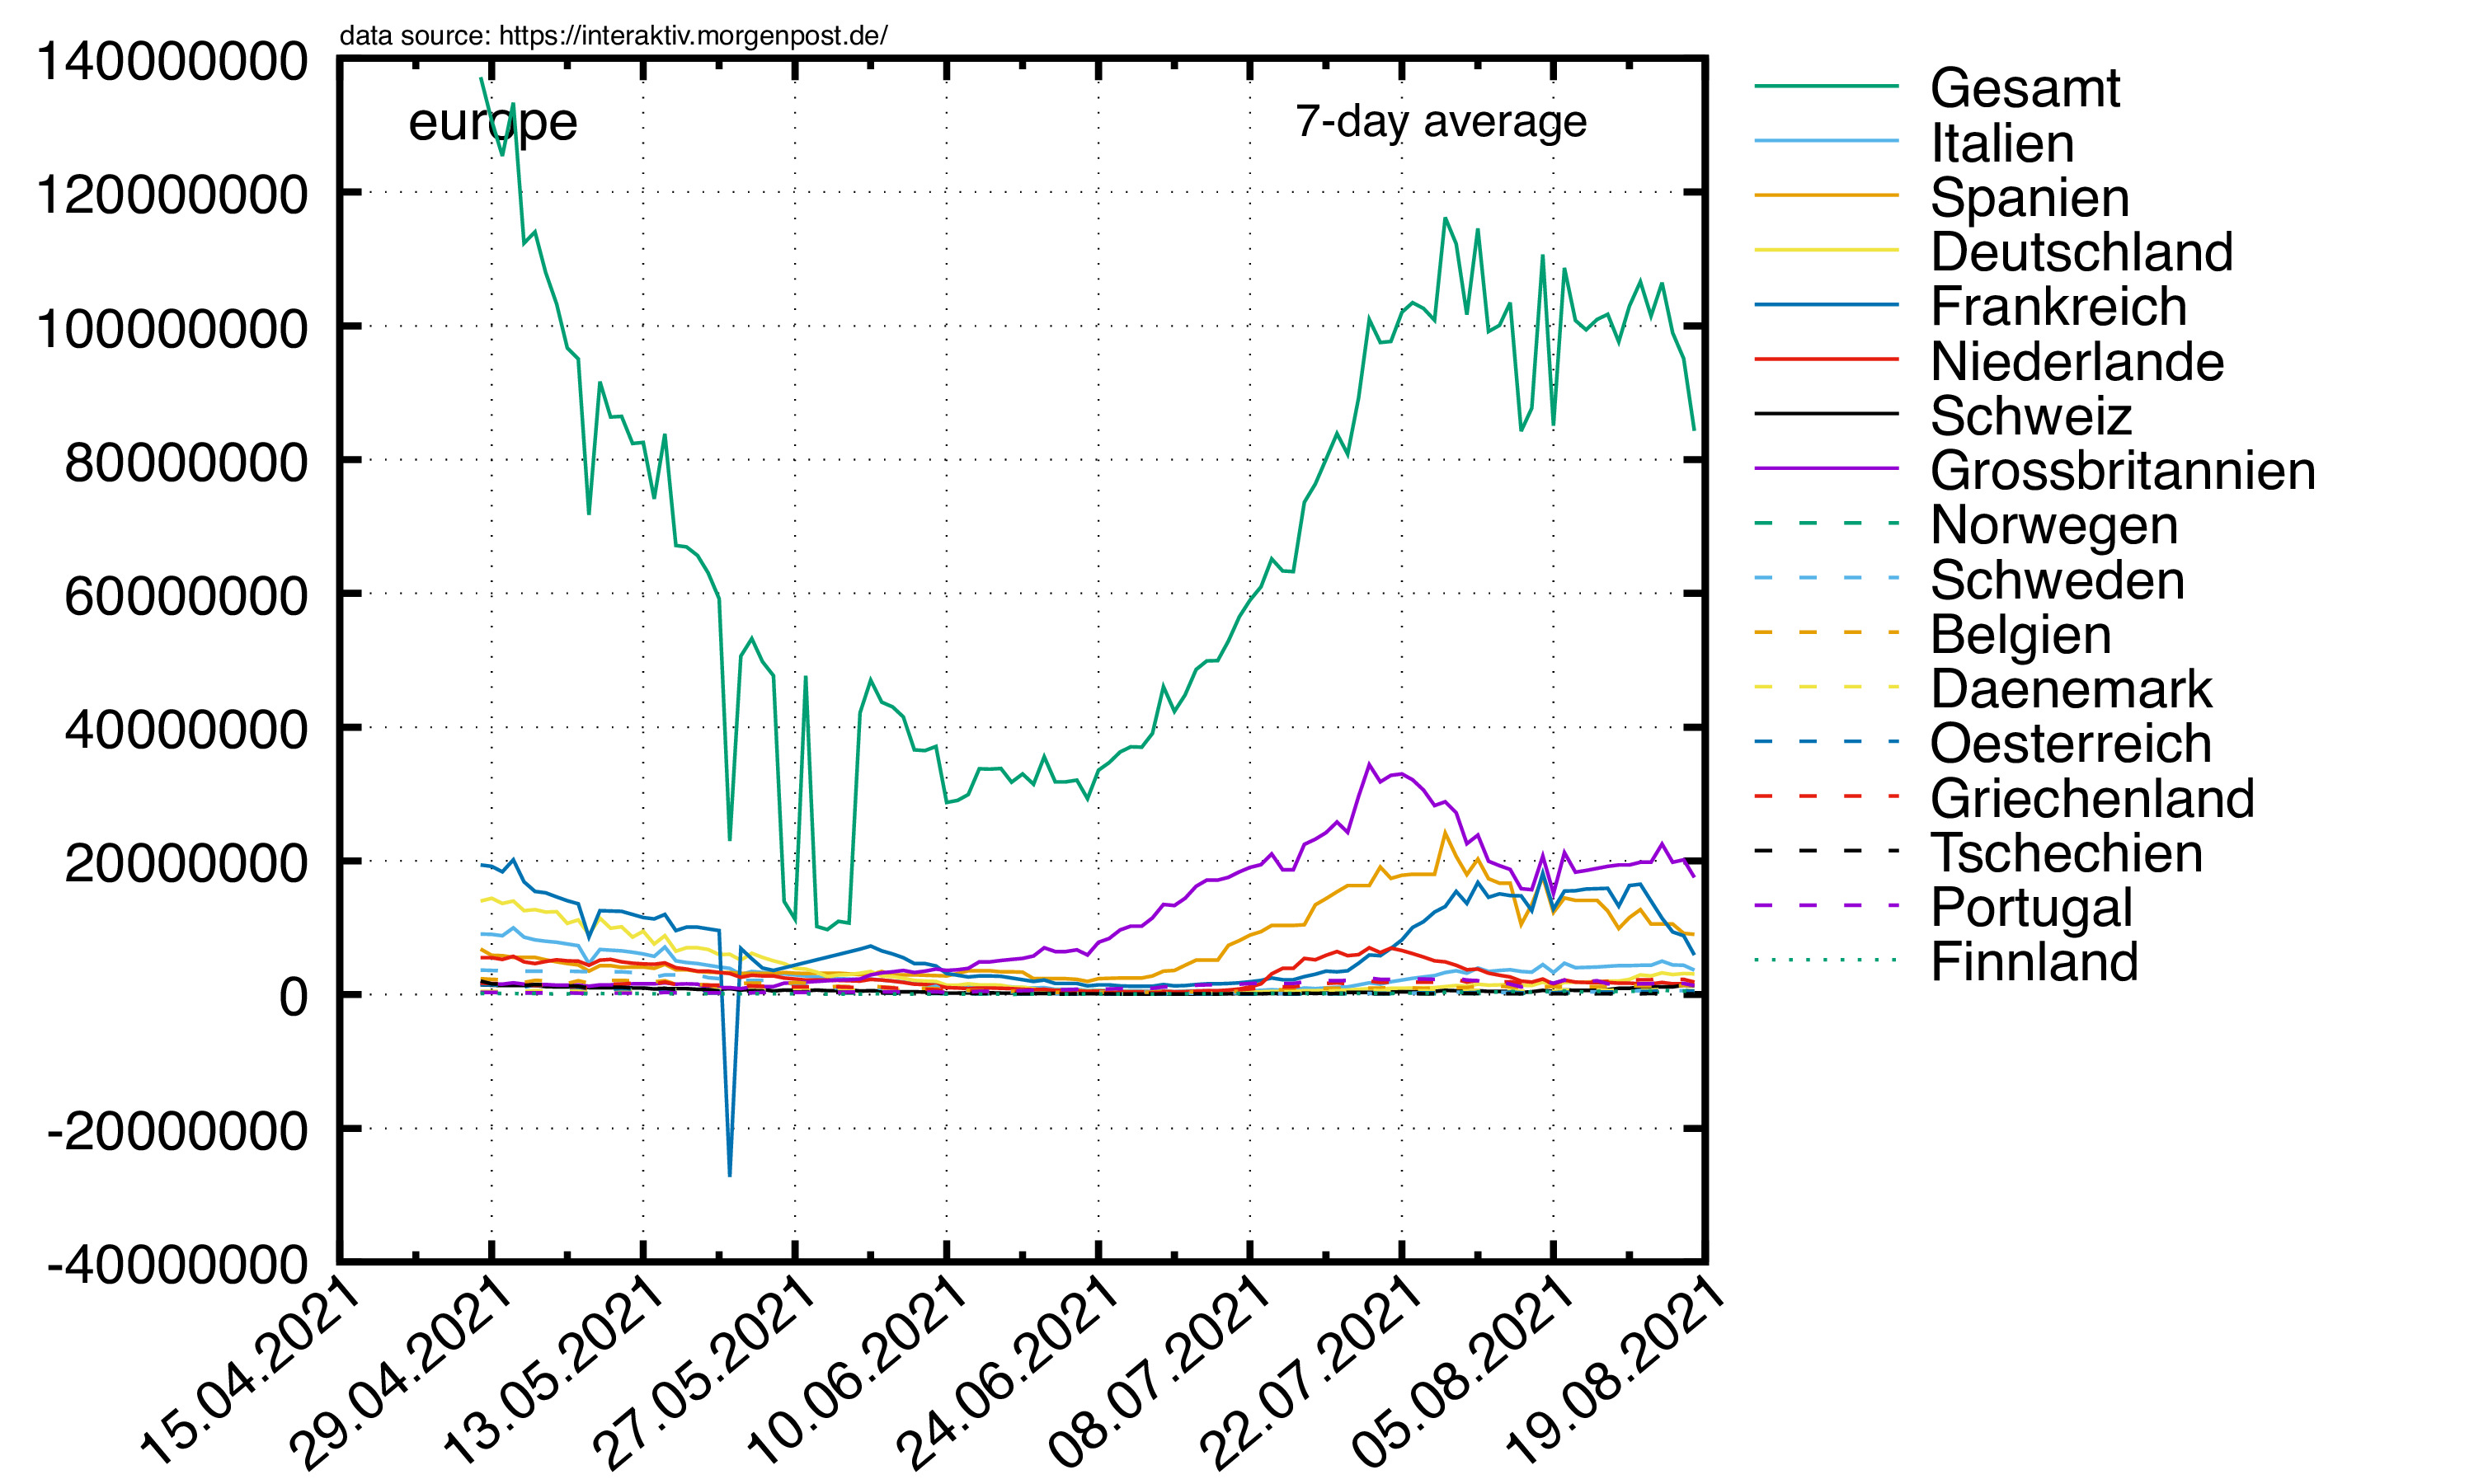 data source: https://interaktiv.morgenpost.de/
europe
7-day average
140000000
120000000
100000000
80000000
60000000
40000000
20000000
0
-20000000
-40000000
15.04.2021
29.04.2021
13.05.2021
27.05.2021
10.06.2021
24.06.2021
08.07.2021
22.07.2021
05.08.2021
19.08.2021
Gesamt
Italien
Spanien
Deutschland
Frankreich
Niederlande
Schweiz
Grossbritannien
Norwegen
Schweden
Belgien
Daenemark
Oesterreich
Griechenland
Tschechien
Portugal
Finnland